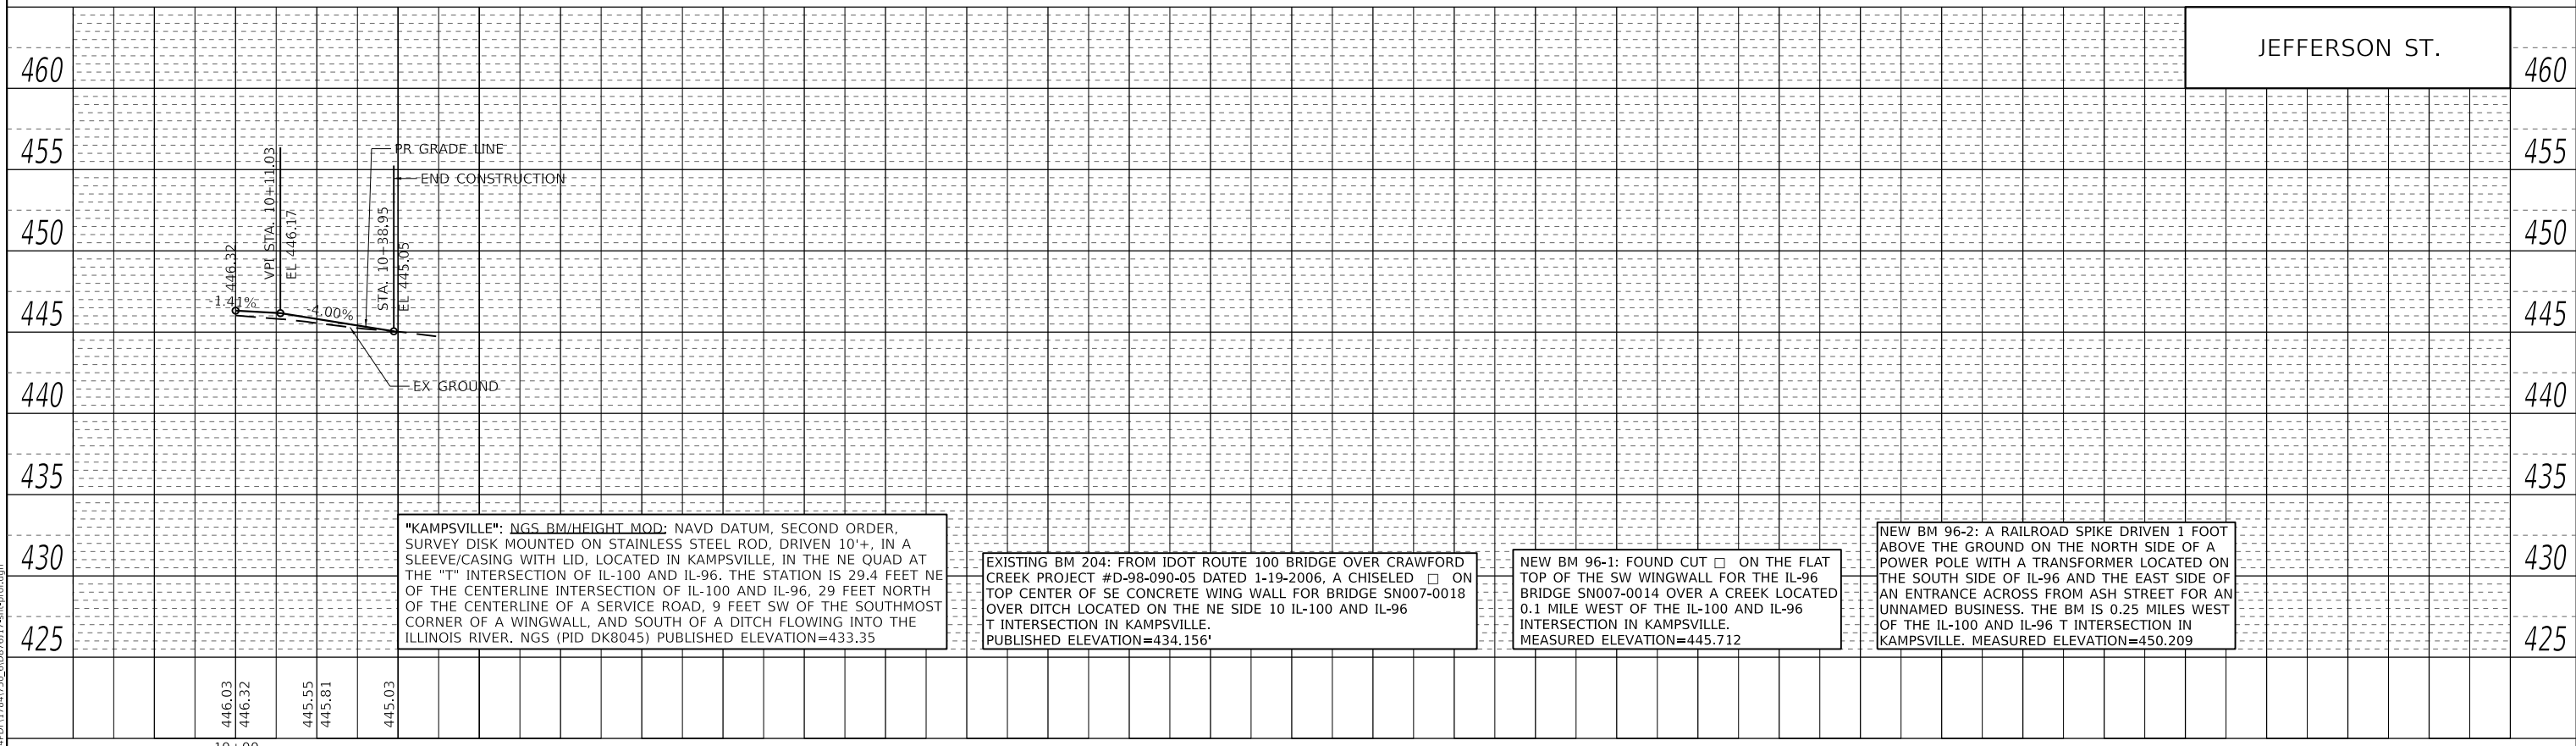 JEFFERSON ST.
460
460
455
455
450
450
445
445
440
440
435
435
430
430
425
425
446.32
-1.41%
VPI STA. 10+11.03
EL 446.17
-4.00%
STA. 10+38.95
EL 445.05
PR GRADE LINE
END CONSTRUCTION
EX GROUND
"KAMPSVILLE": NGS BM/HEIGHT MOD: NAVD DATUM, SECOND ORDER,
SURVEY DISK MOUNTED ON STAINLESS STEEL ROD, DRIVEN 10'+, IN A
SLEEVE/CASING WITH LID, LOCATED IN KAMPSVILLE, IN THE NE QUAD AT
THE "T" INTERSECTION OF IL-100 AND IL-96. THE STATION IS 29.4 FEET NE
OF THE CENTERLINE INTERSECTION OF IL-100 AND IL-96, 29 FEET NORTH
OF THE CENTERLINE OF A SERVICE ROAD, 9 FEET SW OF THE SOUTHMOST
CORNER OF A WINGWALL, AND SOUTH OF A DITCH FLOWING INTO THE
ILLINOIS RIVER. NGS (PID DK8045) PUBLISHED ELEVATION=433.35
EXISTING BM 204: FROM IDOT ROUTE 100 BRIDGE OVER CRAWFORD
CREEK PROJECT #D-98-090-05 DATED 1-19-2006, A CHISELED □ ON
TOP CENTER OF SE CONCRETE WING WALL FOR BRIDGE SN007-0018
OVER DITCH LOCATED ON THE NE SIDE 10 IL-100 AND IL-96
T INTERSECTION IN KAMPSVILLE.
PUBLISHED ELEVATION=434.156'
NEW BM 96-1: FOUND CUT □ ON THE FLAT
TOP OF THE SW WINGWALL FOR THE IL-96
BRIDGE SN007-0014 OVER A CREEK LOCATED
0.1 MILE WEST OF THE IL-100 AND IL-96
INTERSECTION IN KAMPSVILLE.
MEASURED ELEVATION=445.712
NEW BM 96-2: A RAILROAD SPIKE DRIVEN 1 FOOT
ABOVE THE GROUND ON THE NORTH SIDE OF A
POWER POLE WITH A TRANSFORMER LOCATED ON
THE SOUTH SIDE OF IL-96 AND THE EAST SIDE OF
AN ENTRANCE ACROSS FROM ASH STREET FOR AN
UNNAMED BUSINESS. THE BM IS 0.25 MILES WEST
OF THE IL-100 AND IL-96 T INTERSECTION IN
KAMPSVILLE. MEASURED ELEVATION=450.209
446.03
446.32
445.55
445.81
445.03
10+00